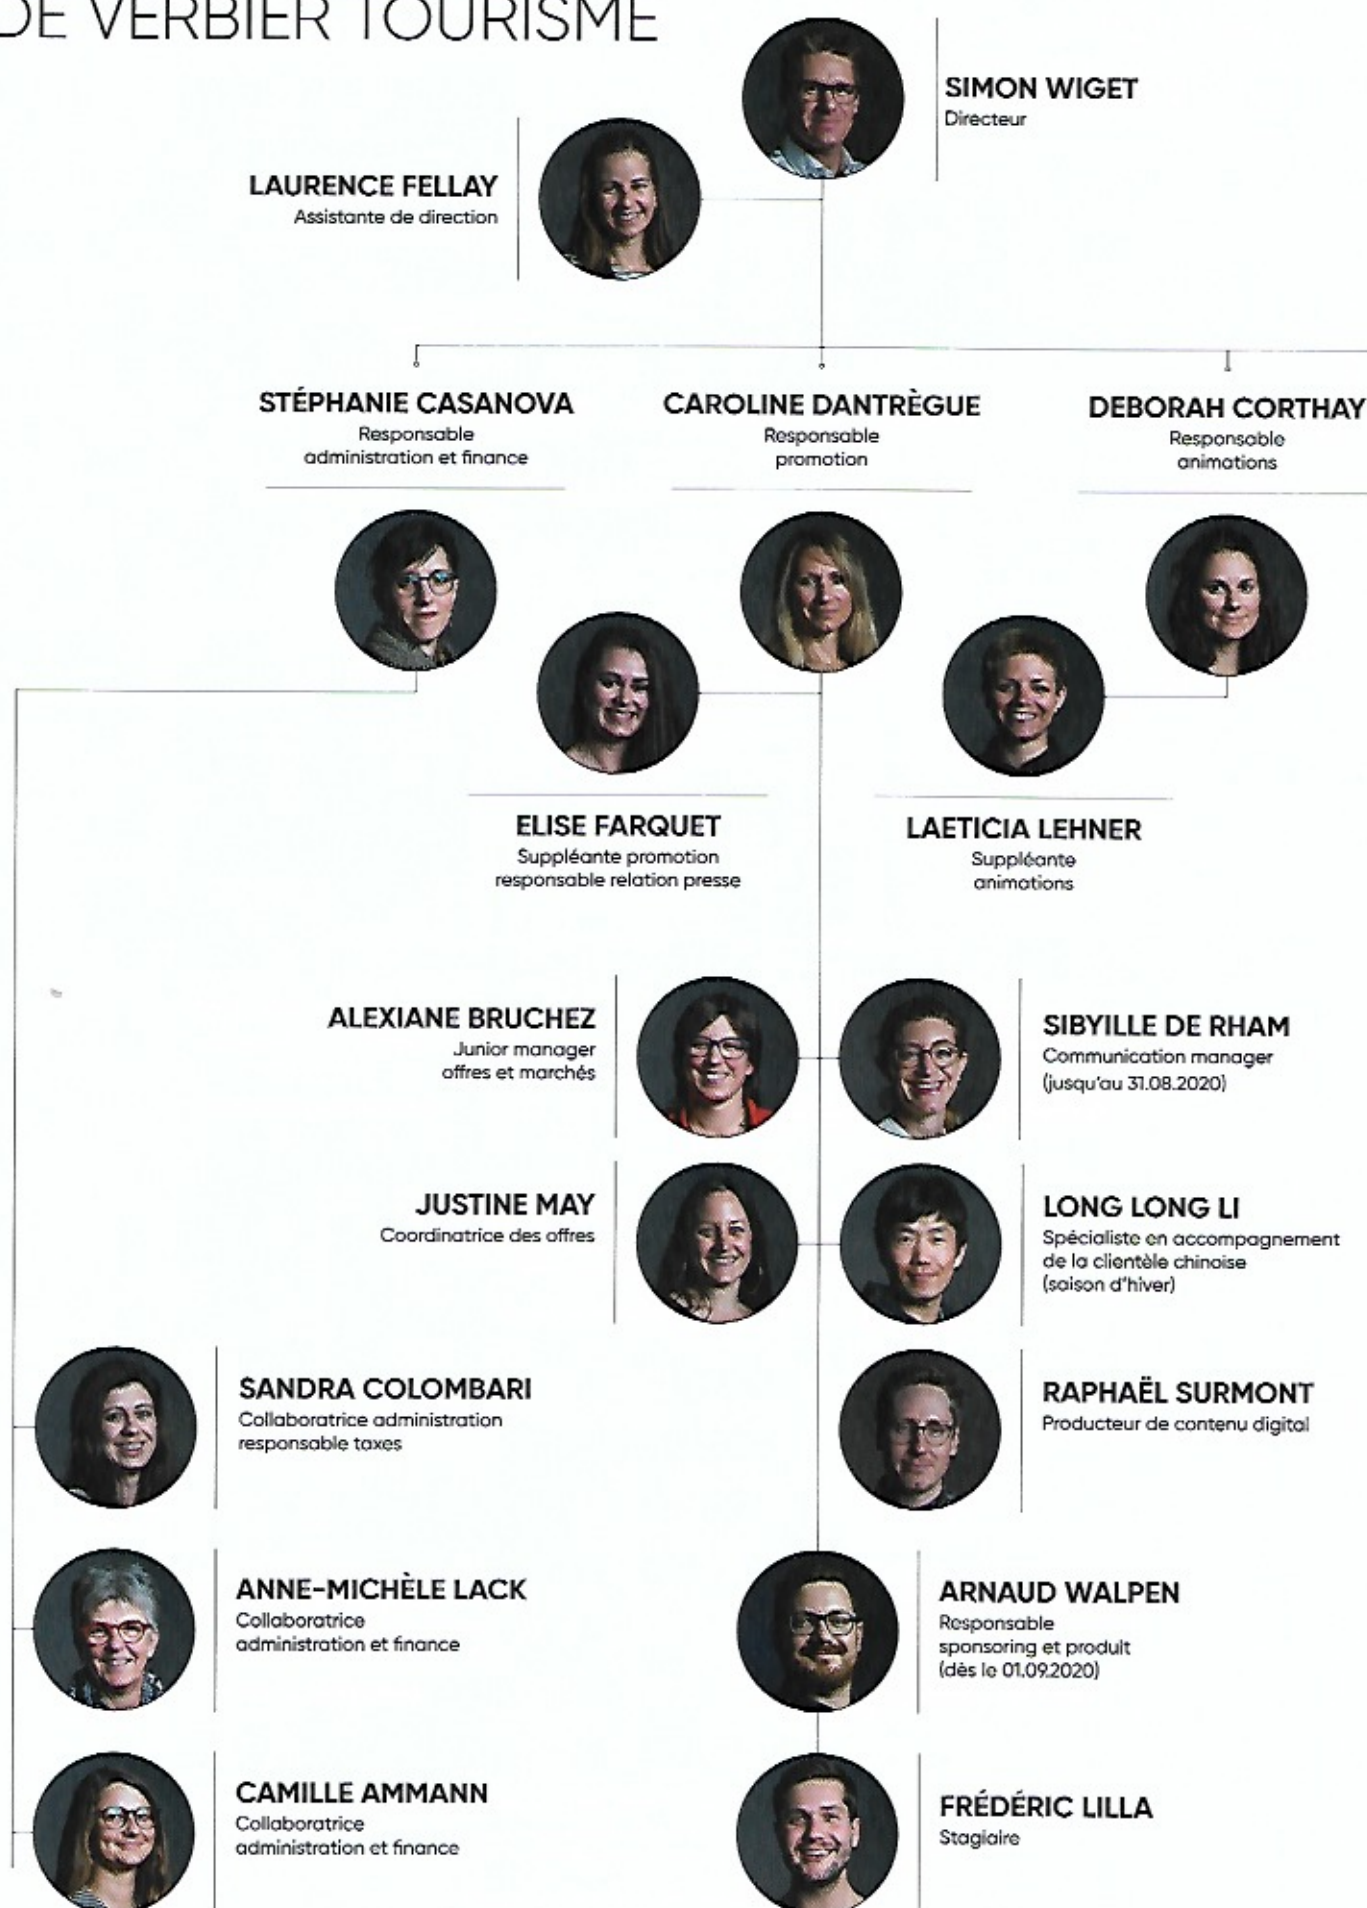 DE VERBIER TOURISME
SIMON WIGET
Directeur
LAURENCE FELLAY
Assistante de direction
STÉPHANIE CASANOVA
Responsable
administration et finance
CAROLINE DANTRÈGUE
Responsable
promotion
DEBORAH CORTHAY
Responsable
animations
ELISE FARQUET
Suppléante promotion
responsable relation presse
LAETICIA LEHNER
Suppléante
animations
ALEXIANE BRUCHEZ
Junior manager
offres et marchés
SIBYILLE DE RHAM
Communication manager
(jusqu'au 31.08.2020)
JUSTINE MAY
Coordinatrice des offres
LONG LONG LI
Spécialiste en accompagnement
de la clientèle chinoise
(saison d'hiver)
SANDRA COLOMBARI
Collaboratrice administration
responsable taxes
RAPHAËL SURMONT
Producteur de contenu digital
ANNE-MICHÈLE LACK
Collaboratrice
administration et finance
ARNAUD WALPEN
Responsable
sponsoring et produit
(dès le 01.09.2020)
CAMILLE AMMANN
Collaboratrice
administration et finance
FRÉDÉRIC LILLA
Stagiaire